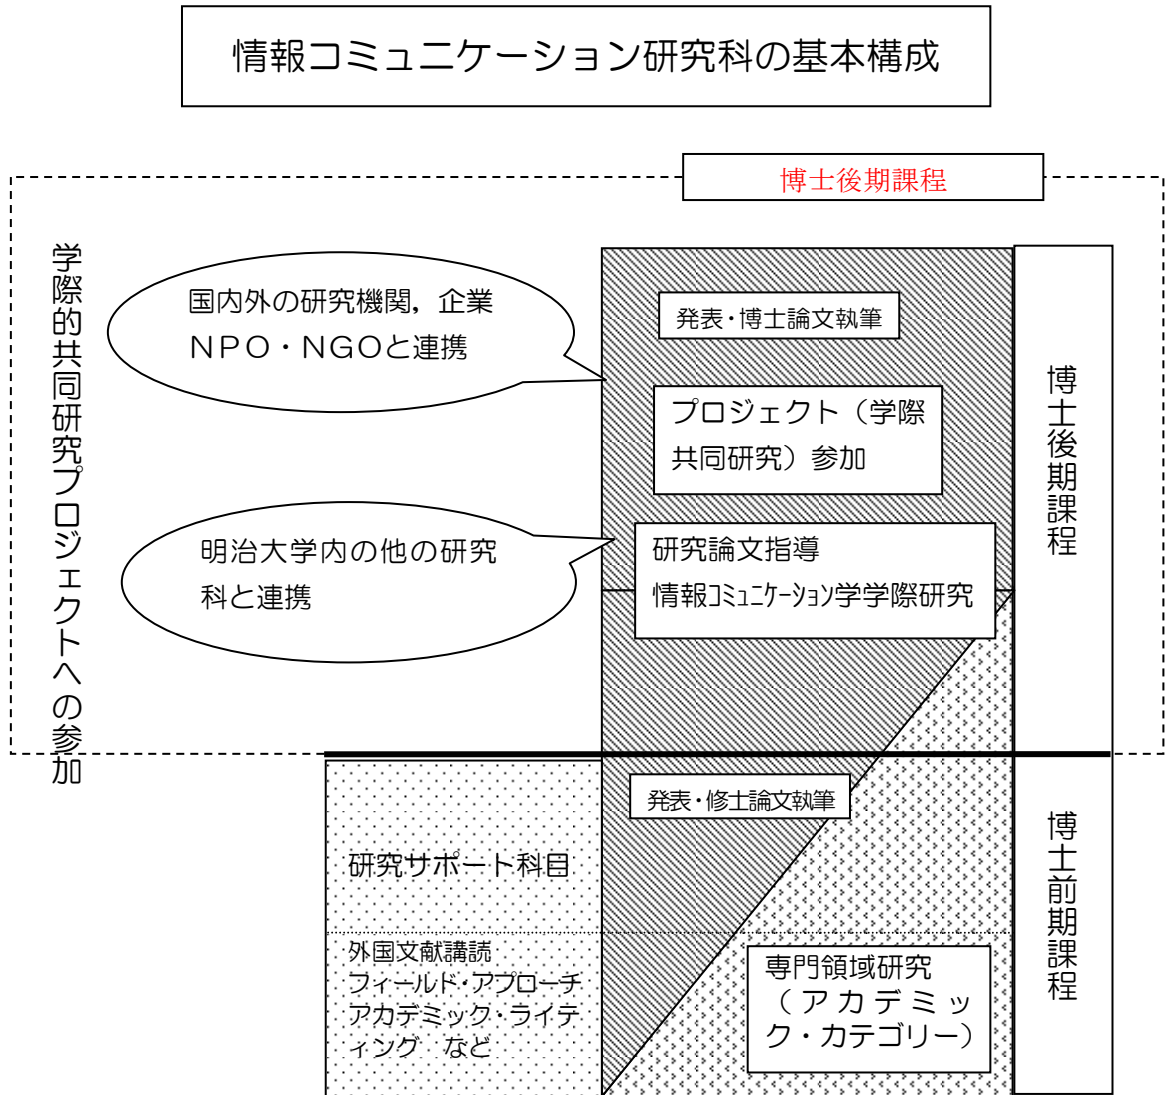 情報コミュニケーション研究科の基本構成
博士後期課程
学際的共同研究プロジェクトへの参加
国内外の研究機関，企業
ＮＰＯ・ＮＧＯと連携
発表・博士論文執筆
プロジェクト（学際
共同研究）参加
博士後期課程
明治大学内の他の研究
科と連携
研究論文指導
情報ｺﾐｭﾆｹｰｼｮﾝ学学際研究
発表・修士論文執筆
研究サポート科目
外国文献講読
フィールド・アプローチ
アカデミック・ライテ
ィング　など
専門領域研究
（アカデミッ
ク・カテゴリー）
博士前期課程